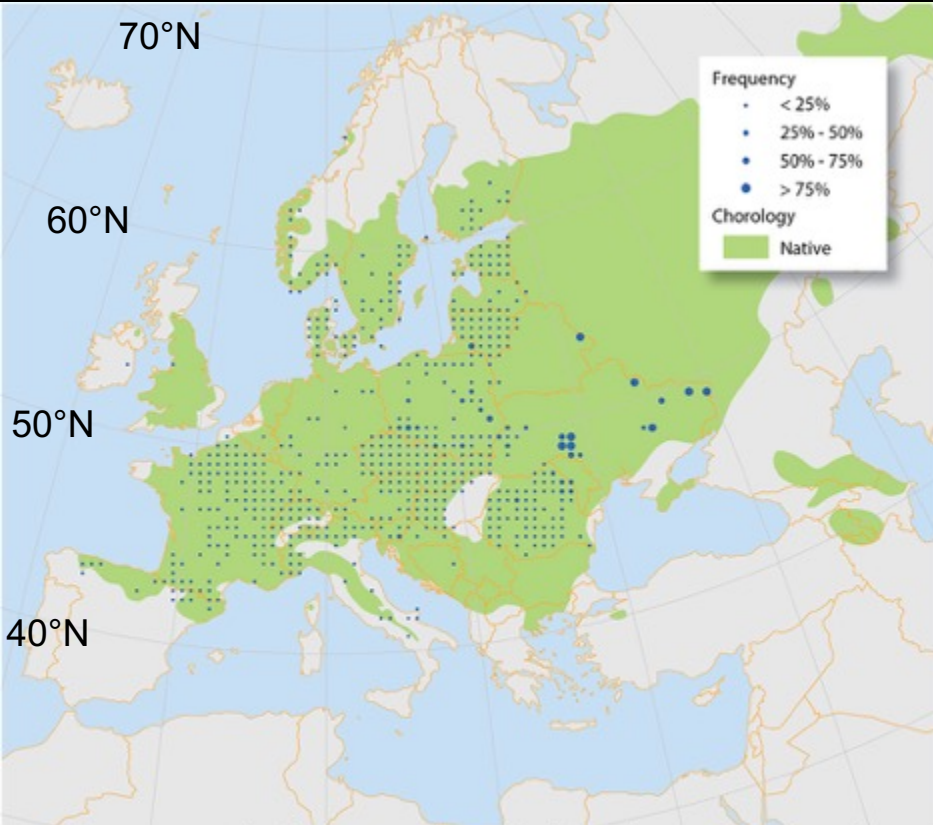 70°N
Frequency
< 25%
25% - 50%
50% - 75%
> 75%
Chorology
Native
60°N
50°N
40°N